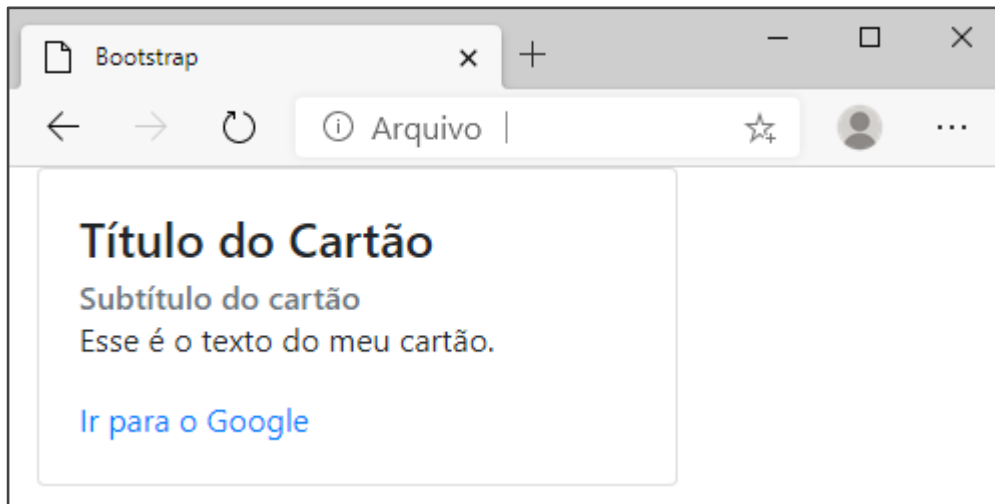 Bootstrap
Arquivo
Título do Cartão
Subtítulo do cartão
Esse é o texto do meu cartão.
Ir para o Google